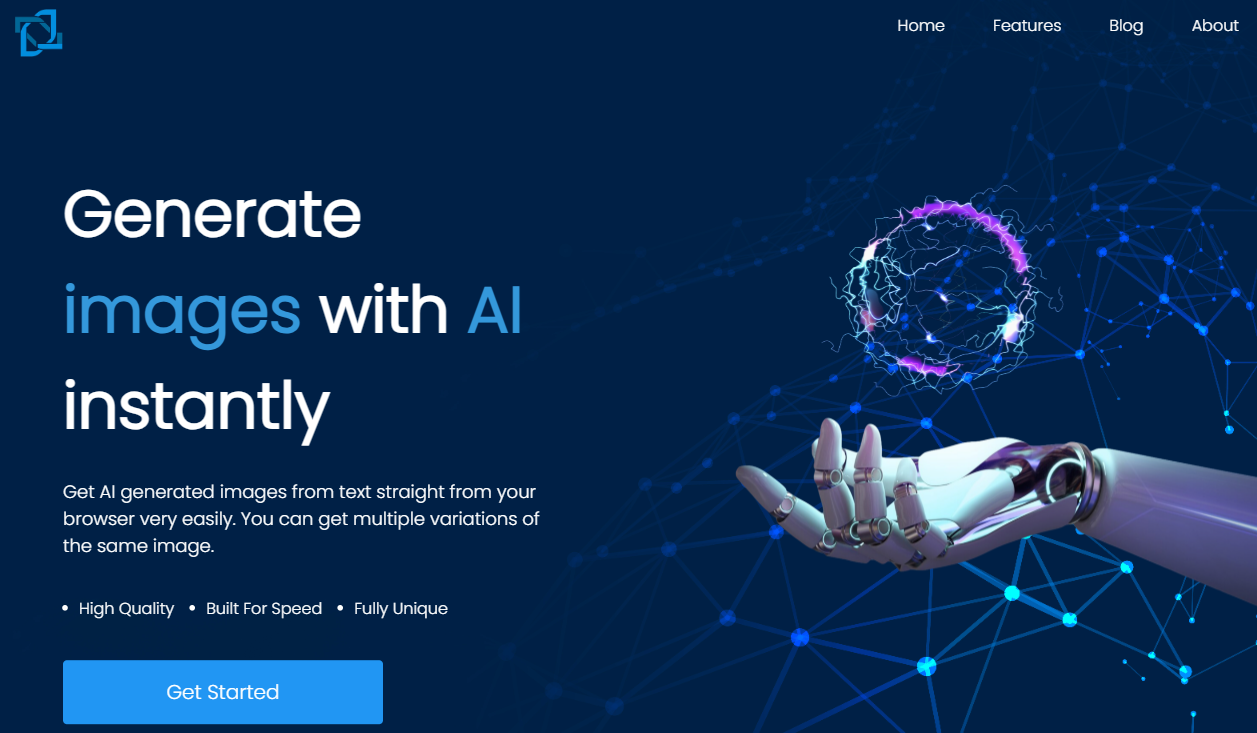 Home Features Blog About
Generate
images with AI
instantly
Get AI generated images from text straight from your
browser very easily. You can get multiple variations of
the same image.
• High Quality • Built For Speed • Fully Unique
Get Started